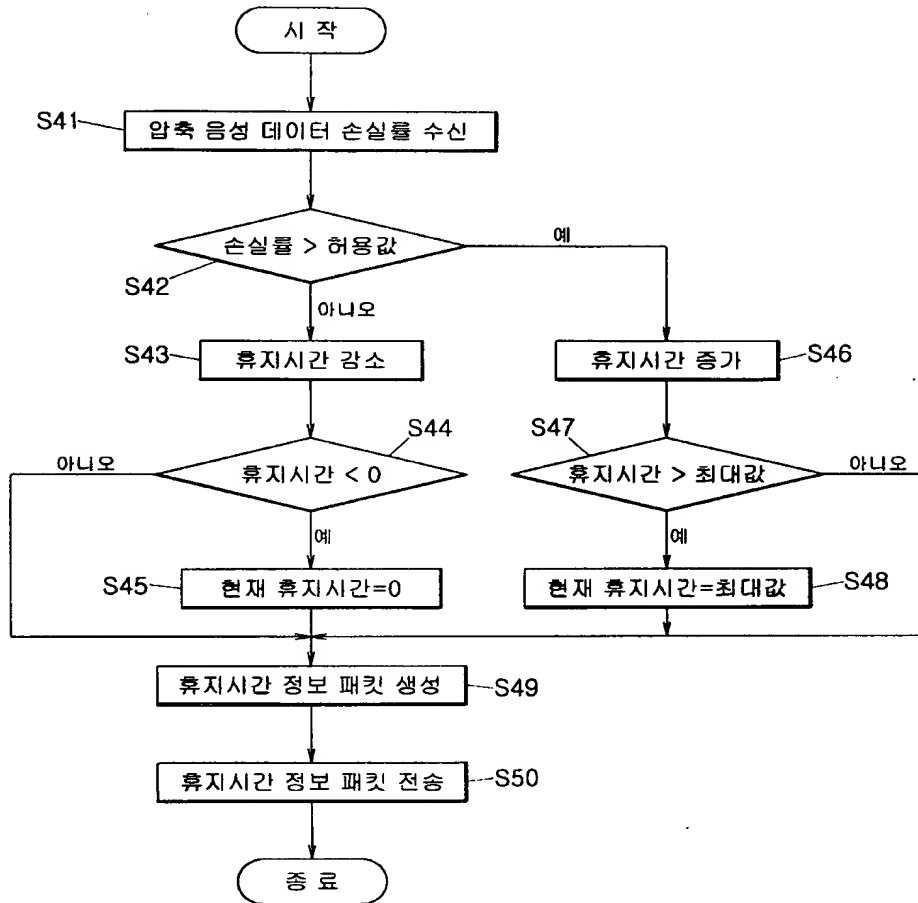 시 작
S41
압축 음성 데이터 손실률 수신
손실률 > 허용값
예
S42
아니오
S43
휴지시간 감소
휴지시간 증가
S46
S44
S47
아니오
휴지시간 < 0
휴지시간 > 최대값
아니오
예
예
S45
현재 휴지시간=0
현재 휴지시간=최대값
S48
휴지시간 정보 패킷 생성
S49
휴지시간 정보 패킷 전송
S50
종 료